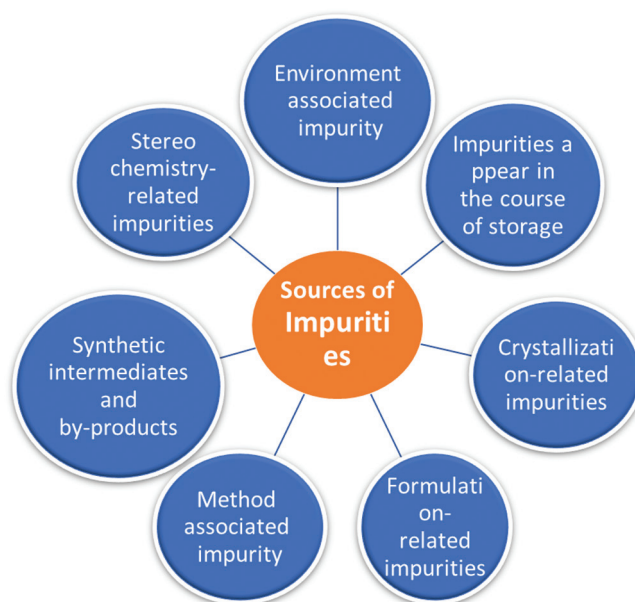 Environment
associated
impurity
Impurities a
ppear in
the course
of storage
Crystallizati
on-related
impurities
Formulati
on-
related
impurities
Method
associated
impurity
Synthetic
intermediates
and
by-products
Stereo
chemistry-
related
impurities
Sources of
Impuriti
es